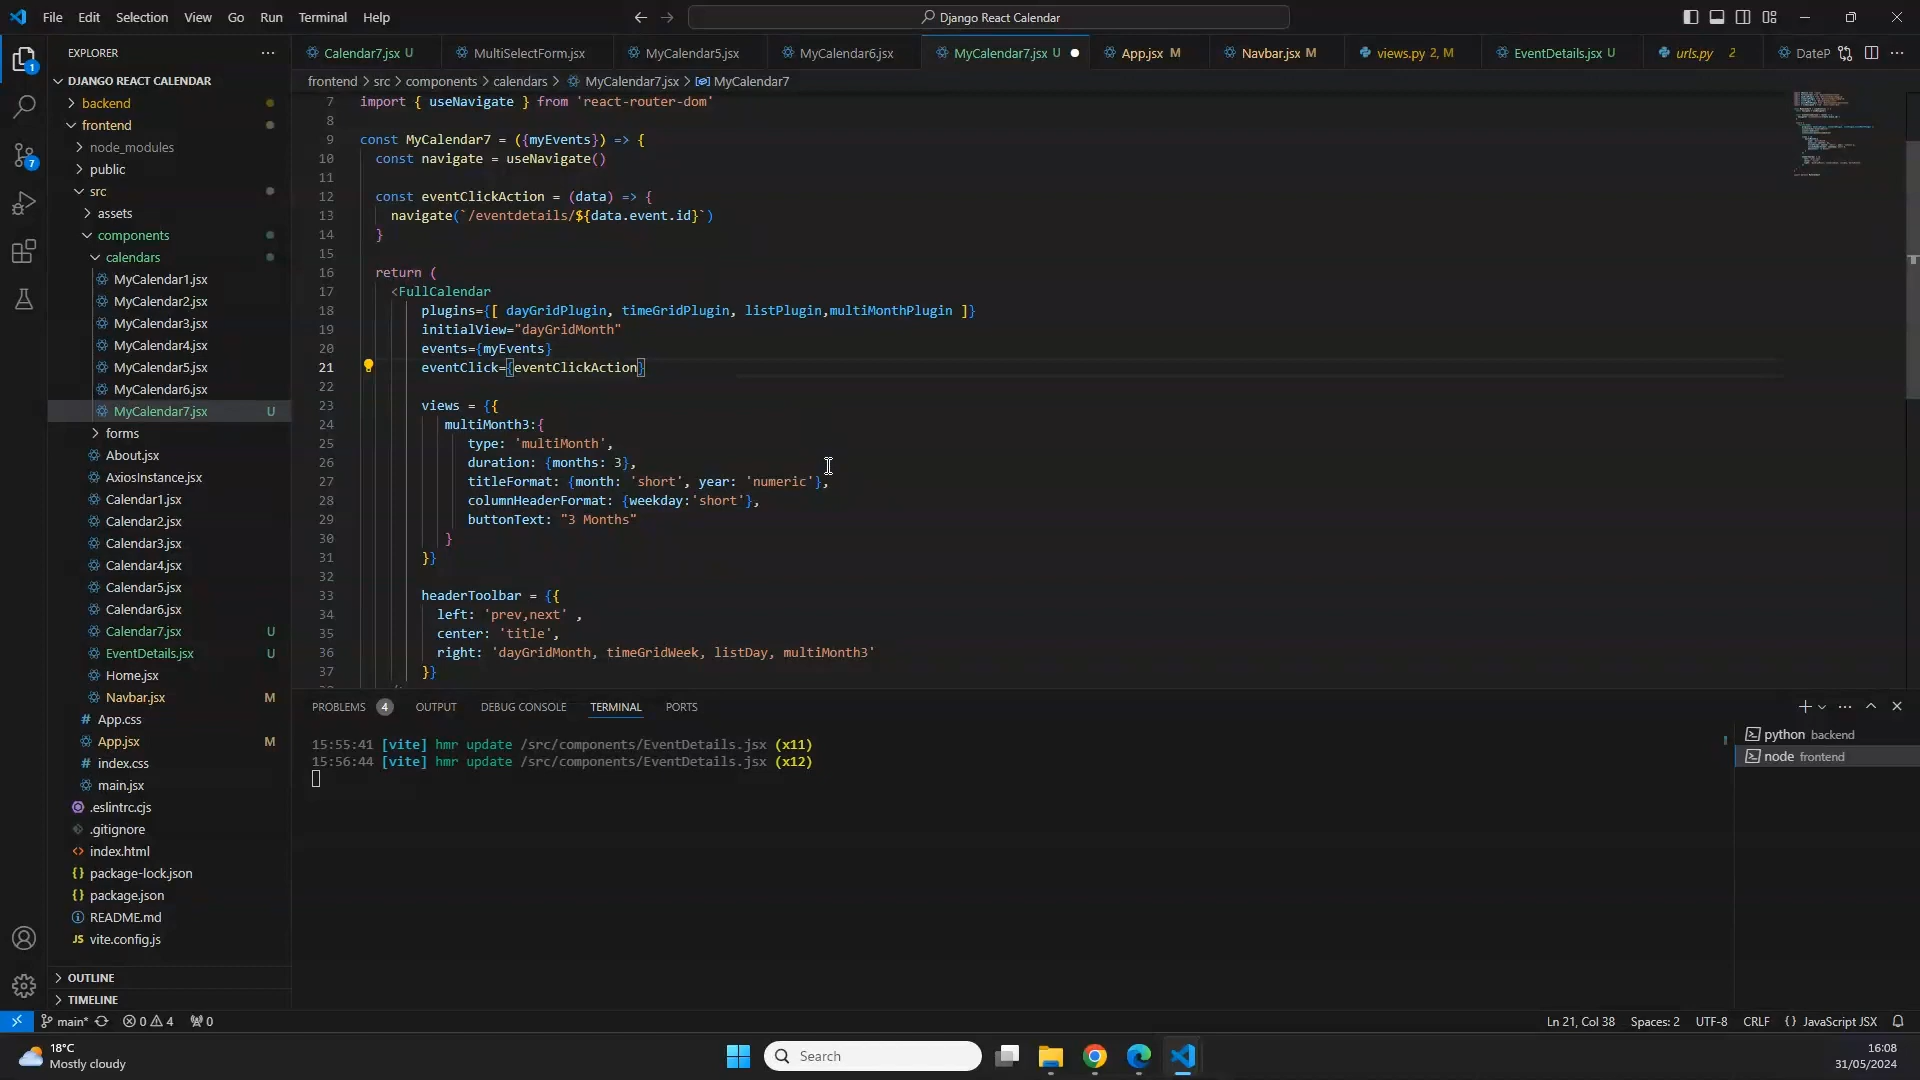 File Edit Selection View Go Run Terminal Help
Django React Calendar
EXPLORER
DJANGO REACT CALENDAR
backend
frontend
node_modules
public
src
assets
components
calendars
MyCalendar1.jsx
MyCalendar2.jsx
MyCalendar3.jsx
MyCalendar4.jsx
MyCalendar5.jsx
MyCalendar6.jsx
MyCalendar7.jsx U
forms
About.jsx
AxiosInstance.jsx
Calendar1.jsx
Calendar2.jsx
Calendar3.jsx
Calendar4.jsx
Calendar5.jsx
Calendar6.jsx
Calendar7.jsx U
EventDetails.jsx U
Home.jsx
Navbar.jsx M
# App.css
App.jsx M
# index.css
main.jsx
.eslintrc.cjs
.gitignore
<> index.html
{} package-lock.json
{} package.json
README.md
JS vite.config.js
OUTLINE
TIMELINE
1
7
Calendar7.jsx U MultiSelectForm.jsx MyCalendar5.jsx MyCalendar6.jsx MyCalendar7.jsx U App.jsx M Navbar.jsx M views.py 2, M EventDetails.jsx U urls.py 2 DateP
frontend > src > components > calendars > MyCalendar7.jsx > MyCalendar7
7 import { useNavigate } from 'react-router-dom'
8
9 const MyCalendar7 = ({myEvents}) => {
10 const navigate = useNavigate()
11
12 const eventClickAction = (data) => {
13 navigate(`/eventdetails/${data.event.id}`)
14 }
15
16 return (
17 <FullCalendar
18 plugins={[ dayGridPlugin, timeGridPlugin, listPlugin,multiMonthPlugin ]}
19 initialView="dayGridMonth"
20 events={myEvents}
21 eventClick={eventClickAction}
22
23 views = {{
24 multiMonth3:{
25 type: 'multiMonth',
26 duration: {months: 3},
27 titleFormat: {month: 'short', year: 'numeric'},
28 columnHeaderFormat: {weekday:'short'},
29 buttonText: "3 Months"
30 }
31 }}
32
33 headerToolbar = {{
34 left: 'prev,next' ,
35 center: 'title',
36 right: 'dayGridMonth, timeGridWeek, listDay, multiMonth3'
37 }}
PROBLEMS 4 OUTPUT DEBUG CONSOLE TERMINAL PORTS
15:55:41 [vite] hmr update /src/components/EventDetails.jsx (x11)
15:56:44 [vite] hmr update /src/components/EventDetails.jsx (x12)
python backend
node frontend
main* 0 4 0
Ln 21, Col 38 Spaces: 2 UTF-8 CRLF {} JavaScript JSX
18°C
Mostly cloudy
Search
16:08
31/05/2024